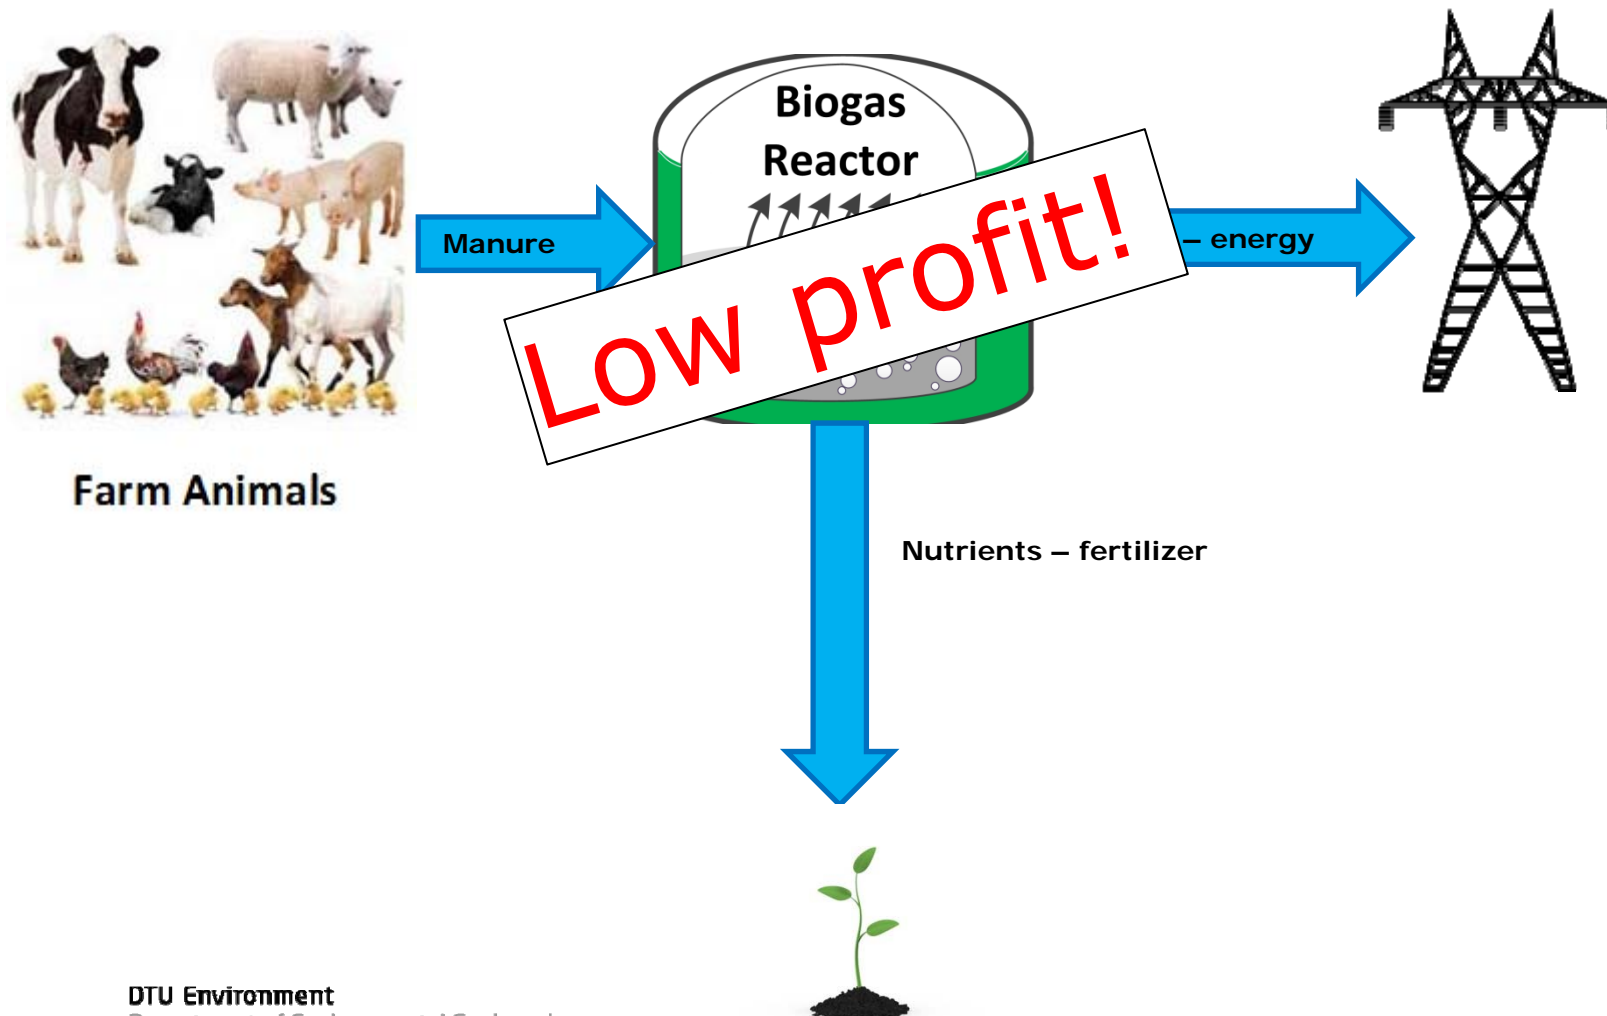 Biogas
Reactor
Manure
Low profit!
– energy
Farm Animals
Nutrients – fertilizer
DTU Environment